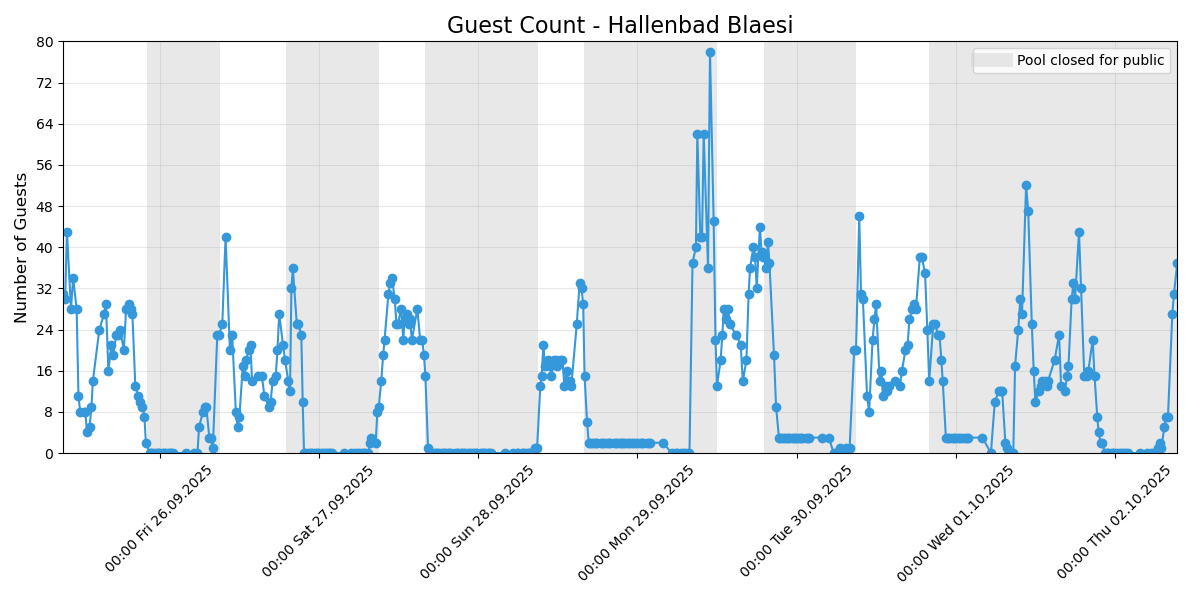 Guest Count - Hallenbad Blaesi
Pool closed for public
Number of Guests
80
72
64
56
48
40
32
24
16
8
0
00:00 Fri 26.09.2025
00:00 Sat 27.09.2025
00:00 Sun 28.09.2025
00:00 Mon 29.09.2025
00:00 Tue 30.09.2025
00:00 Wed 01.10.2025
00:00 Thu 02.10.2025